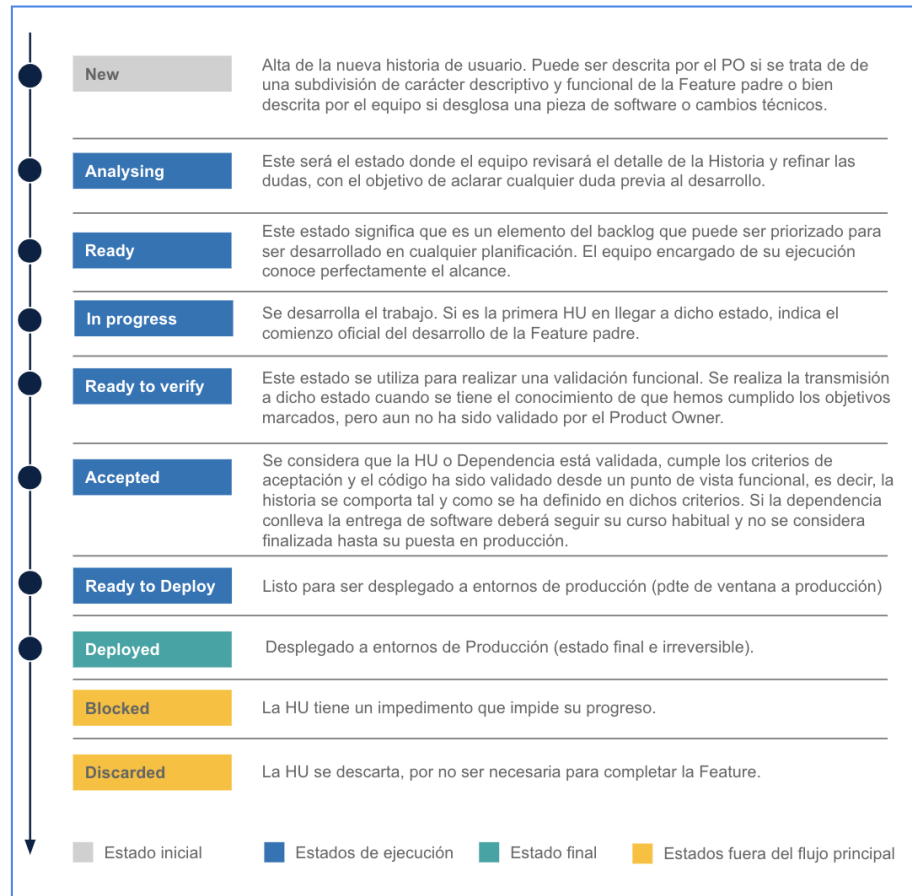 New
Alta de la nueva historia de usuario. Puede ser descrita por el PO si se trata de de
una subdivisión de carácter descriptivo y funcional de la Feature padre o bien
descrita por el equipo si desglosa una pieza de software o cambios técnicos.
Analysing
Este será el estado donde el equipo revisará el detalle de la Historia y refinar las
dudas, con el objetivo de aclarar cualquier duda previa al desarrollo.
Ready
Este estado significa que es un elemento del backlog que puede ser priorizado para
ser desarrollado en cualquier planificación. El equipo encargado de su ejecución
conoce perfectamente el alcance.
In progress
Se desarrolla el trabajo. Si es la primera HU en llegar a dicho estado, indica el
comienzo oficial del desarrollo de la Feature padre.
Ready to verify
Este estado se utiliza para realizar una validación funcional. Se realiza la transmisión
a dicho estado cuando se tiene el conocimiento de que hemos cumplido los objetivos
marcados, pero aun no ha sido validado por el Product Owner.
Accepted
Se considera que la HU o Dependencia está validada, cumple los criterios de
aceptación y el código ha sido validado desde un punto de vista funcional, es decir, la
historia se comporta tal y como se ha definido en dichos criterios. Si la dependencia
conlleva la entrega de software deberá seguir su curso habitual y no se considera
finalizada hasta su puesta en producción.
Ready to Deploy
Listo para ser desplegado a entornos de producción (pdte de ventana a producción)
Deployed
Desplegado a entornos de Producción (estado final e irreversible).
Blocked
La HU tiene un impedimento que impide su progreso.
Discarded
La HU se descarta, por no ser necesaria para completar la Feature.
Estado inicial
Estados de ejecución
Estado final
Estados fuera del flujo principal